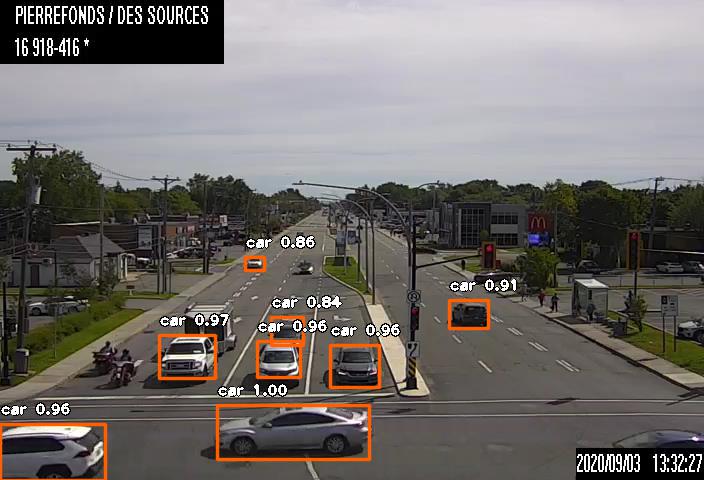 PIERREFONDS / DES SOURCES
16 918-416 *
car 0.86
car 0.91
car 0.84
car 0.97
car 0.96
car 0.96
car 1.00
car 0.96
2020/09/03 13:32:27